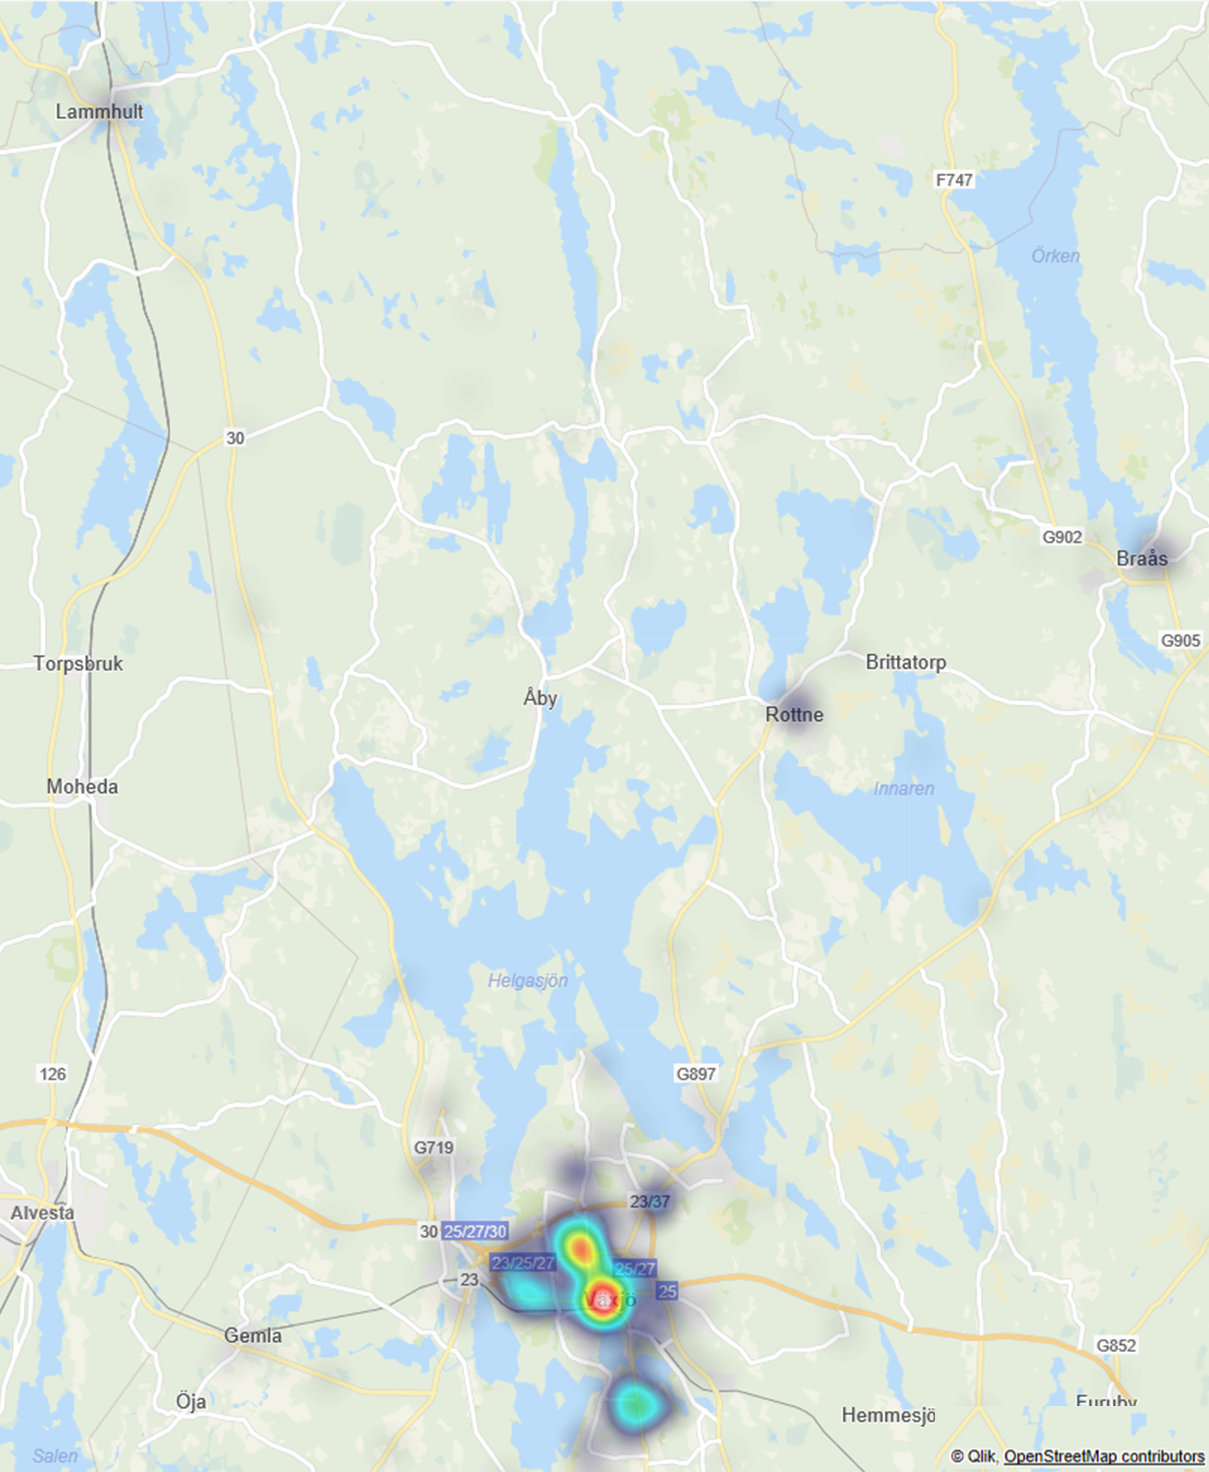 Lammhult
F747
Örken
30
G902
Braås
G905
Torpsbruk
Brittatorp
Åby
Rottne
Moheda
Innaren
Helgasjön
126
G897
G719
23/37
Alvesta
30
25/27/30
23/25/27
25/27
23
25
Växjö
Gemla
G852
Öja
Furuby
Hemmesjö
Salen
© Qlik, OpenStreetMap contributors